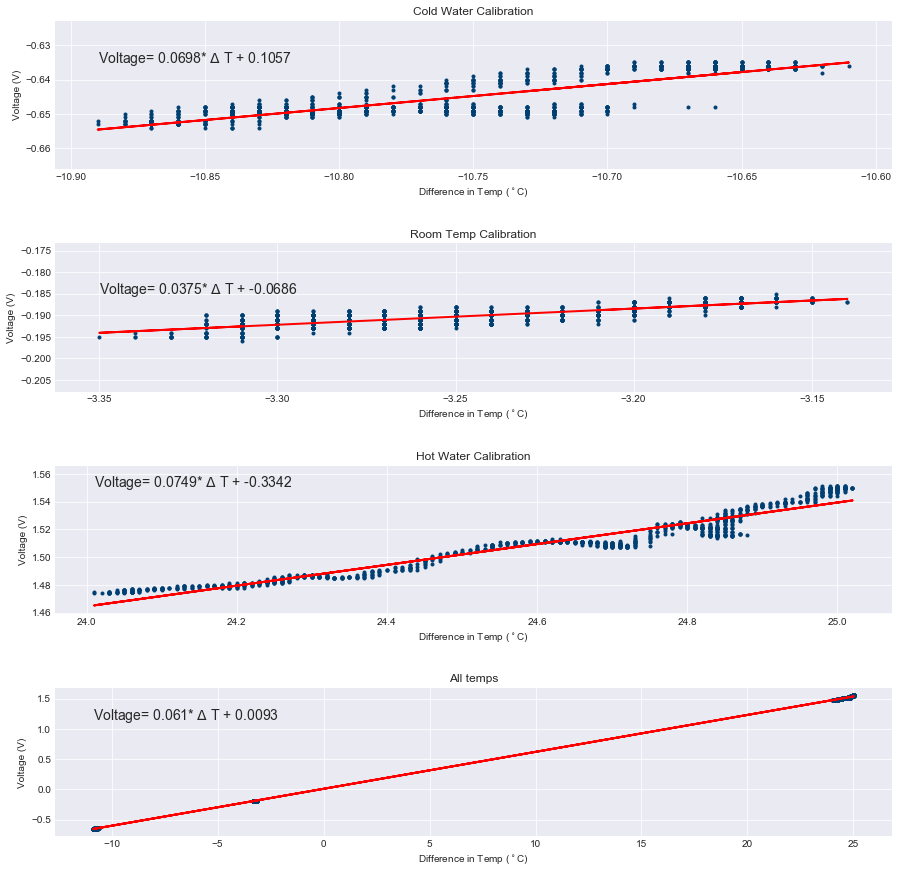 Cold Water Calibration
Voltage= 0.0698* Δ T + 0.1057
Voltage (V)
−0.63
−0.64
−0.65
−0.66
−10.90 −10.85 −10.80 −10.75 −10.70 −10.65 −10.60
Difference in Temp (°C)
Room Temp Calibration
Voltage= 0.0375* Δ T + -0.0686
Voltage (V)
−0.175
−0.180
−0.185
−0.190
−0.195
−0.200
−0.205
−3.35 −3.30 −3.25 −3.20 −3.15
Difference in Temp (°C)
Hot Water Calibration
Voltage= 0.0749* Δ T + -0.3342
Voltage (V)
1.56
1.54
1.52
1.50
1.48
1.46
24.0 24.2 24.4 24.6 24.8 25.0
Difference in Temp (°C)
All temps
Voltage= 0.061* Δ T + 0.0093
Voltage (V)
1.5
1.0
0.5
0.0
−0.5
−10 −5 0 5 10 15 20 25
Difference in Temp (°C)